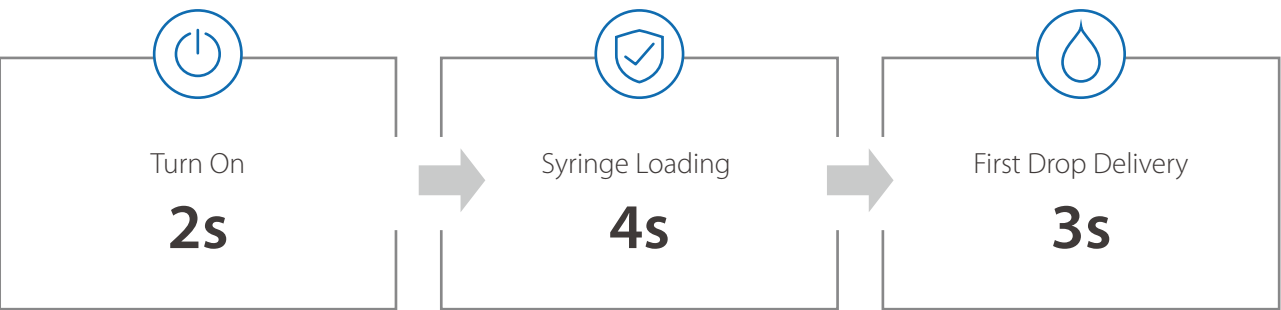 Turn On
2s
Syringe Loading
4s
First Drop Delivery
3s